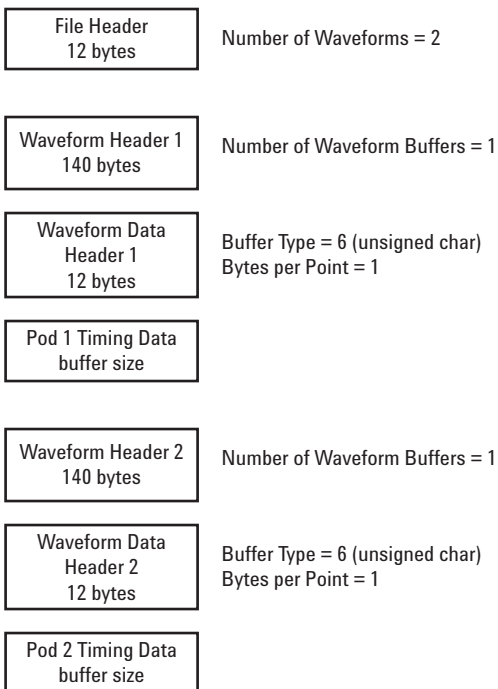 File Header
12 bytes
Number of Waveforms = 2
Waveform Header 1
140 bytes
Number of Waveform Buffers = 1
Waveform Data
Header 1
12 bytes
Buffer Type = 6 (unsigned char)
Bytes per Point = 1
Pod 1 Timing Data
buffer size
Waveform Header 2
140 bytes
Number of Waveform Buffers = 1
Waveform Data
Header 2
12 bytes
Buffer Type = 6 (unsigned char)
Bytes per Point = 1
Pod 2 Timing Data
buffer size